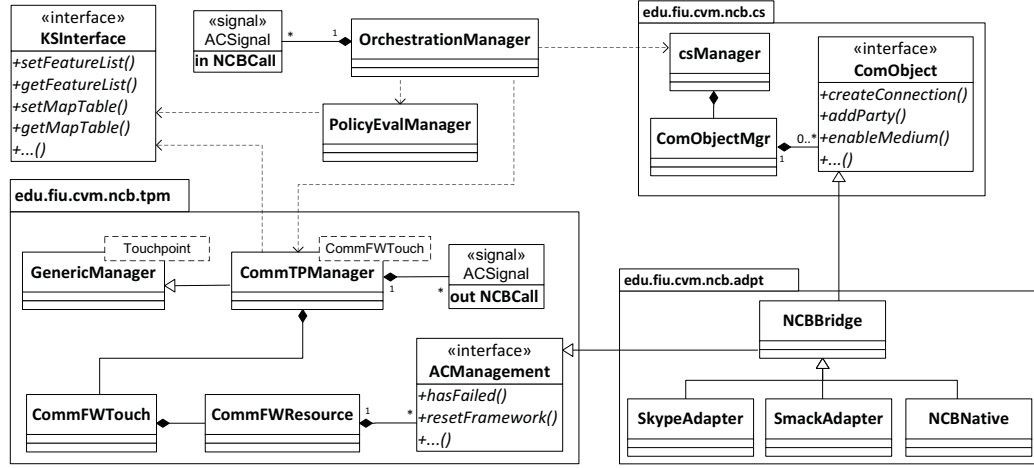 «interface»
KSInterface
+setFeatureList()
+getFeatureList()
+setMapTable()
+getMapTable()
+...()
«signal»
ACSignal
in NCBCall
*
1
OrchestrationManager
PolicyEvalManager
edu.fiu.cvm.ncb.cs
csManager
ComObjectMgr
1
0..*
«interface»
ComObject
+createConnection()
+addParty()
+enableMedium()
+...()
edu.fiu.cvm.ncb.tpm
Touchpoint
GenericManager
CommFWTouch
CommTPManager
1
*
«signal»
ACSignal
out NCBCall
CommFWTouch
CommFWResource
1
*
«interface»
ACManagement
+hasFailed()
+resetFramework()
+...()
edu.fiu.cvm.ncb.adpt
NCBBridge
SkypeAdapter
SmackAdapter
NCBNative